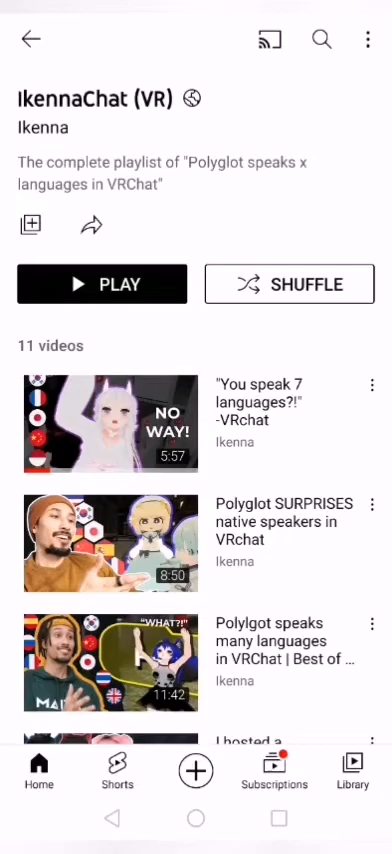 IkennaChat (VR)
Ikenna
The complete playlist of "Polyglot speaks x
languages in VRChat"
PLAY
SHUFFLE
11 videos
NO
WAY!
5:57
"You speak 7
languages?!"
-VRchat
Ikenna
8:50
Polyglot SURPRISES
native speakers in
VRchat
Ikenna
"WHAT?!"
MA
11:42
Polylgot speaks
many languages
in VRChat | Best of ...
Ikenna
I hosted a
Home
Shorts
Subscriptions
Library